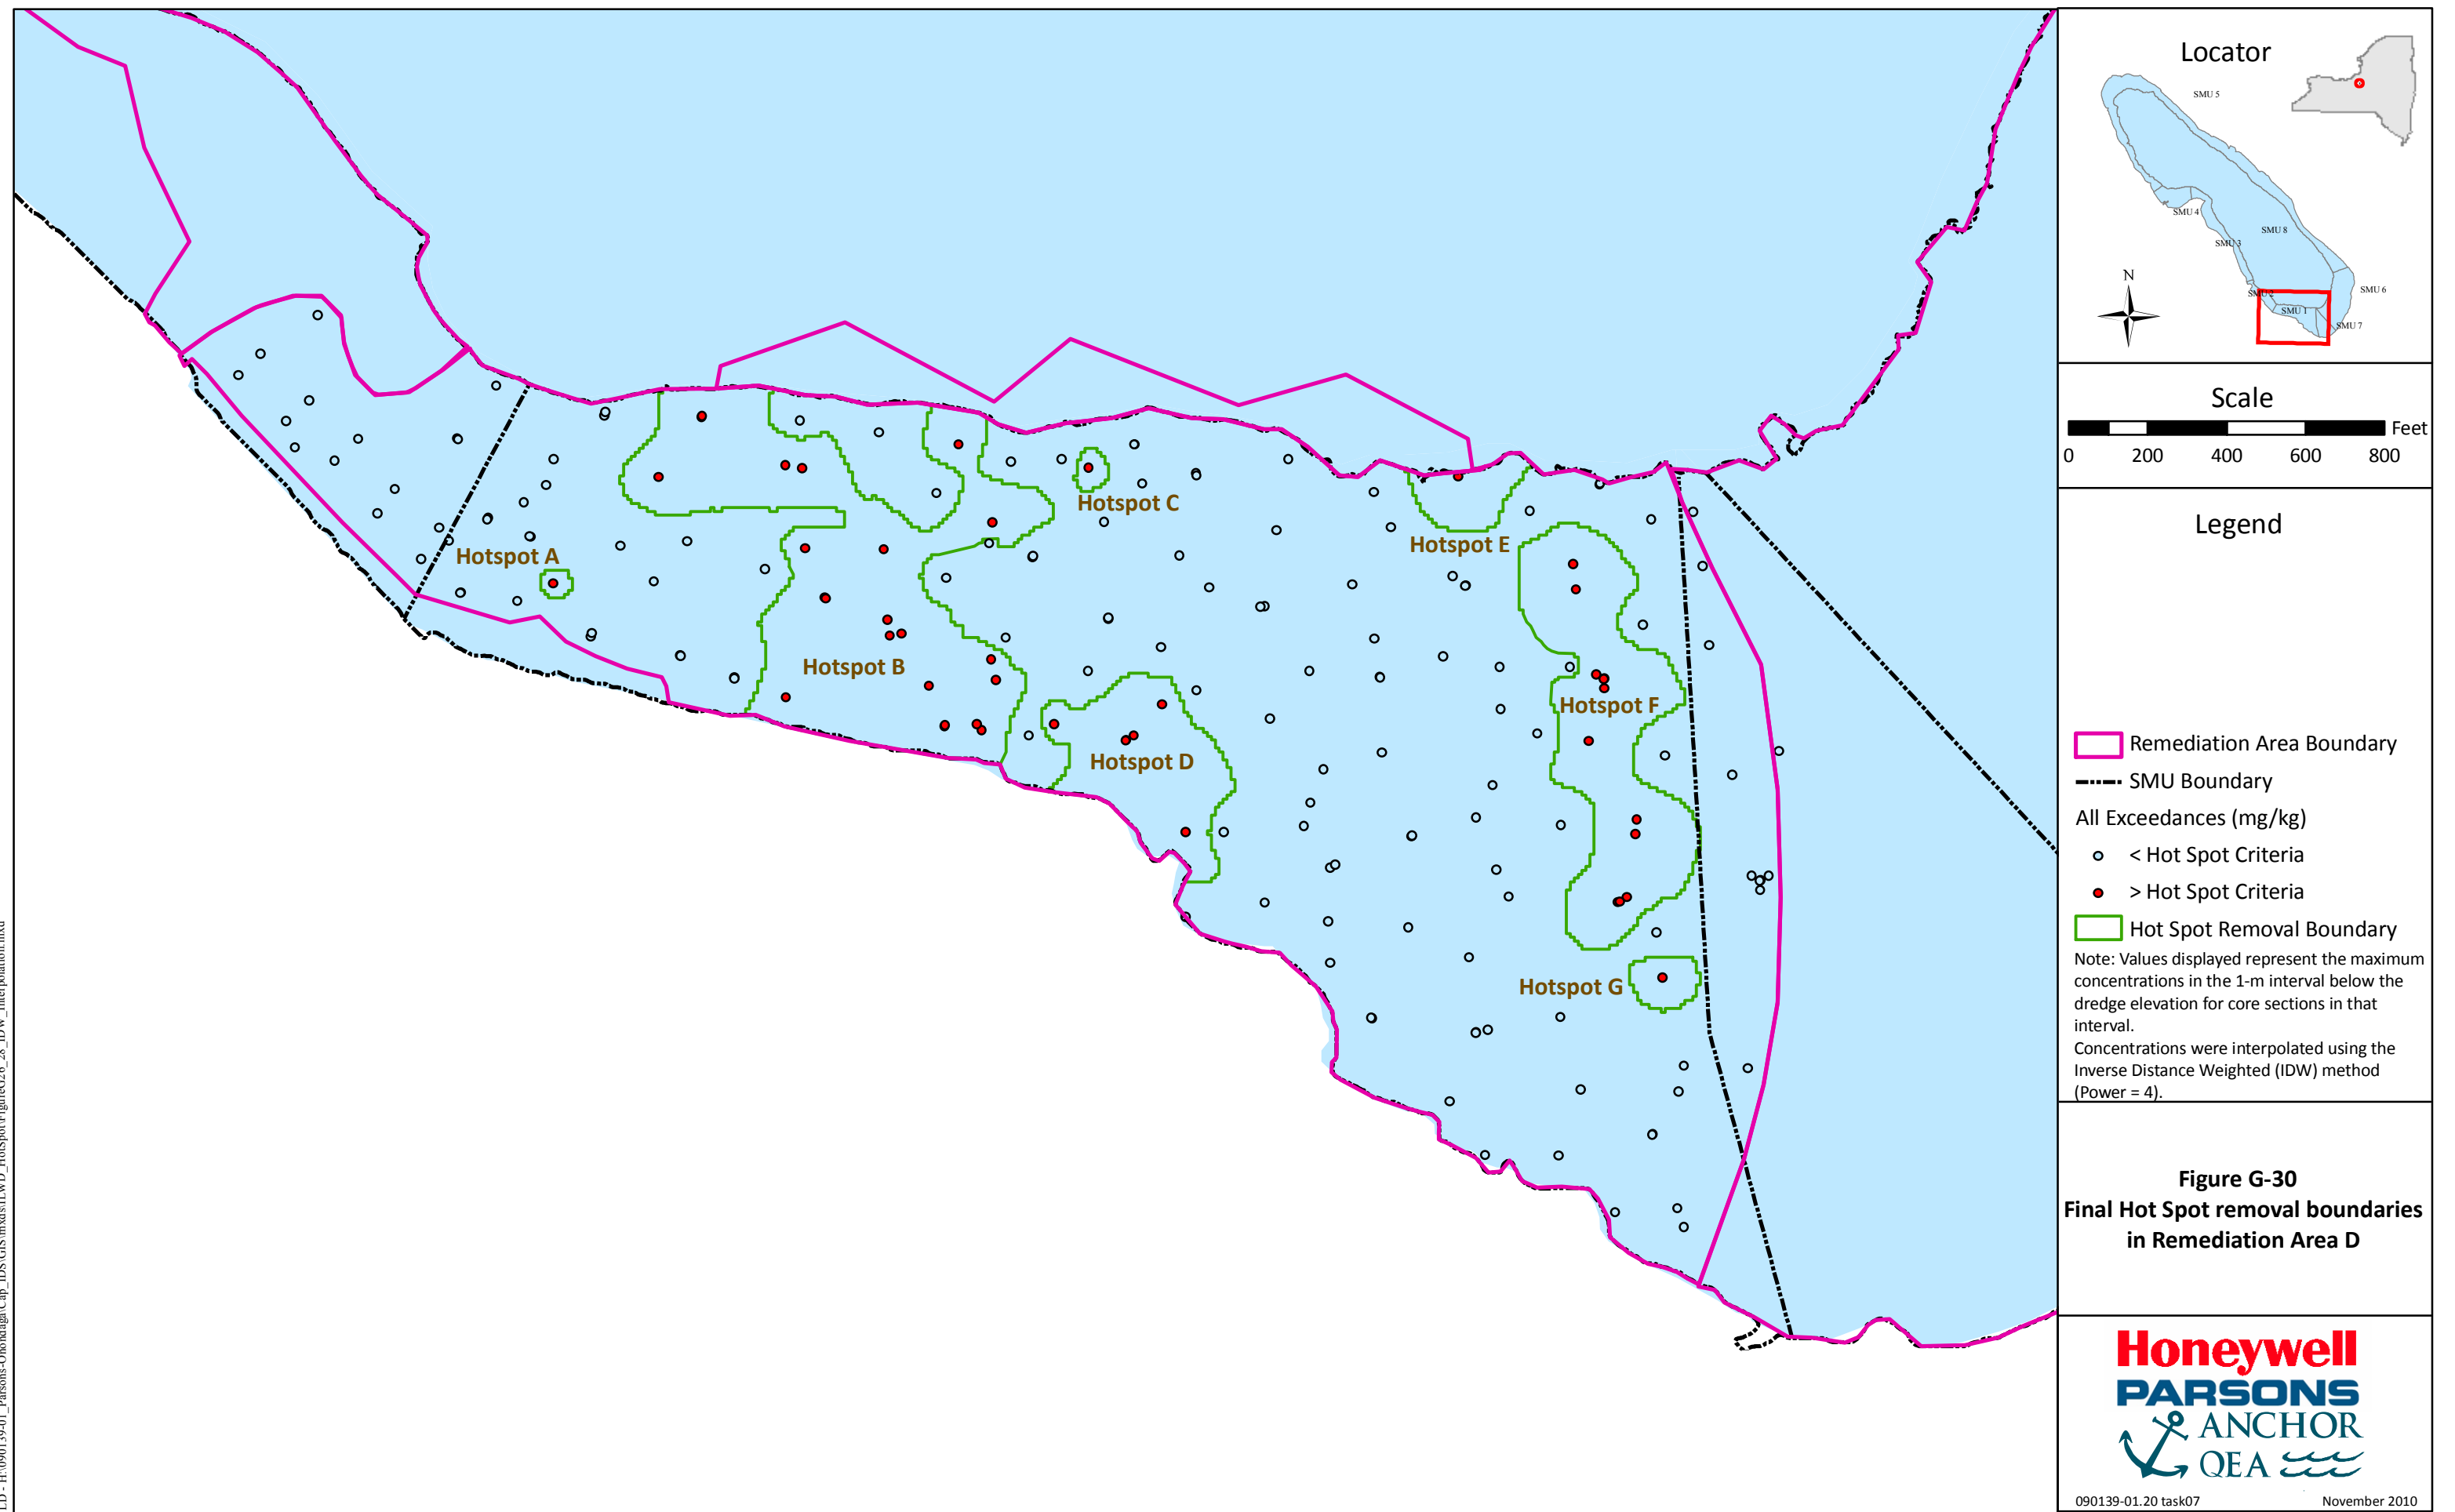 Hotspot A
Hotspot B
Hotspot C
Hotspot D
Hotspot E
Hotspot F
Hotspot G
Locator
SMU 5
SMU 4
SMU 8
SMU 3
SMU 2
SMU 6
SMU 1
SMU 7
N
Scale
Feet
0 200 400 600 800
Legend
Remediation Area Boundary
SMU Boundary
All Exceedances (mg/kg)
< Hot Spot Criteria
> Hot Spot Criteria
Hot Spot Removal Boundary
Note: Values displayed represent the maximum
concentrations in the 1-m interval below the
dredge elevation for core sections in that
interval.
Concentrations were interpolated using the
Inverse Distance Weighted (IDW) method
(Power = 4).
Figure G-30
Final Hot Spot removal boundaries
in Remediation Area D
Honeywell
PARSONS
ANCHOR
QEA
090139-01.20 task07 November 2010